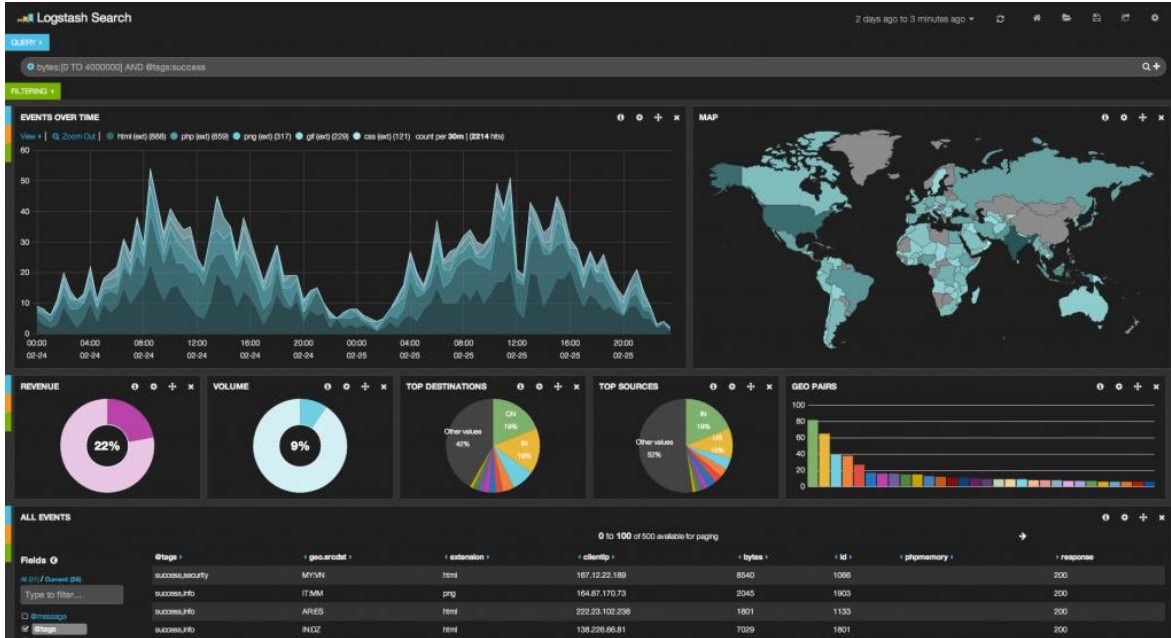 Logstash Search
2 days ago to 3 minutes ago
QUERY
bytes:[0 TO 4000000] AND @tags:success
FILTERING
EVENTS OVER TIME
View | Zoom Out | html (ext) (888) php (ext) (659) png (ext) (317) gif (ext) (229) css (ext) (121) count per 30m | (2214 hits)
60
50
40
30
20
10
0
00:00 04:00 08:00 12:00 16:00 20:00 00:00 04:00 08:00 12:00 16:00 20:00
02-24 02-24 02-24 02-24 02-24 02-24 02-25 02-25 02-25 02-25 02-25 02-25
MAP
REVENUE
22%
VOLUME
9%
TOP DESTINATIONS
CN
19%
IN
16%
Other values
42%
TOP SOURCES
IN
19%
US
10%
Other values
52%
GEO PAIRS
100
80
60
40
20
0
ALL EVENTS
0 to 100 of 500 available for paging
Fields
All (51) / Current (39)
Type to filter...
@message
@tags
@tags geo.srcdst extension clientip bytes id phpmemory response
success,security MY:VN html 167.12.22.189 8540 1066 200
success,info IT:MM png 164.87.170.73 2045 1903 200
success,info AR:ES html 222.23.102.238 1801 1133 200
success,info IN:DZ html 138.226.66.81 7029 1801 200